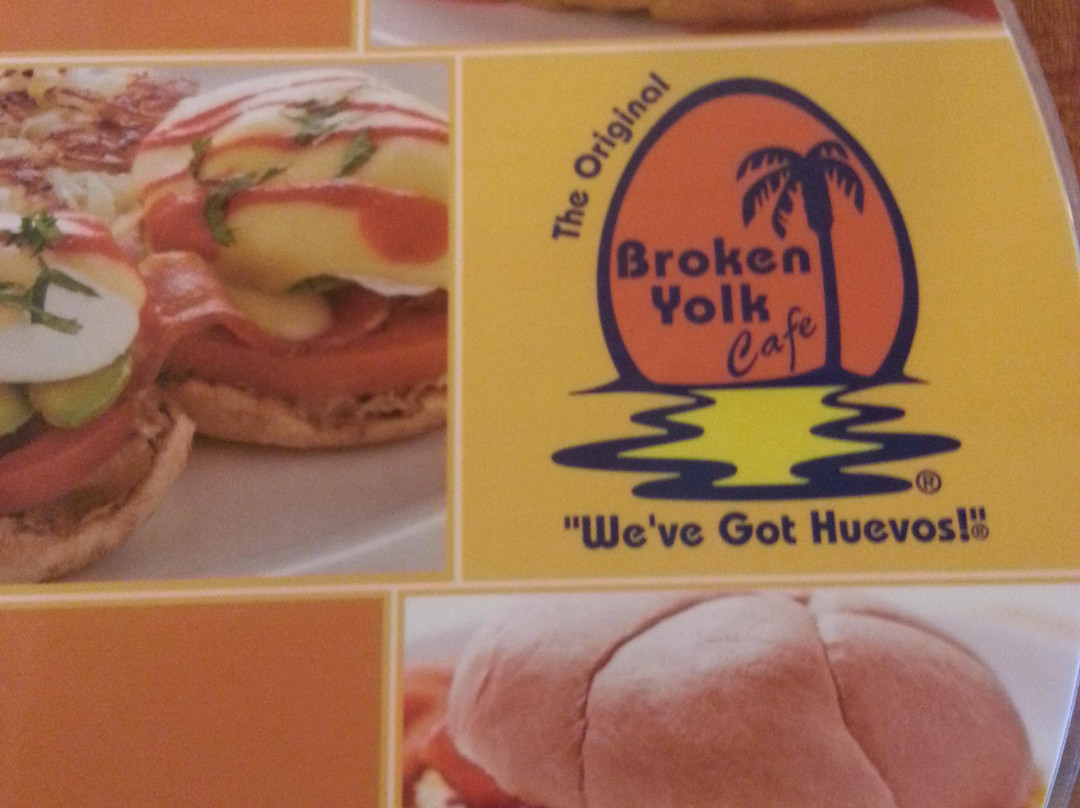 The Original
Broken
Yolk
Cafe
®
"We've Got Huevos!"®